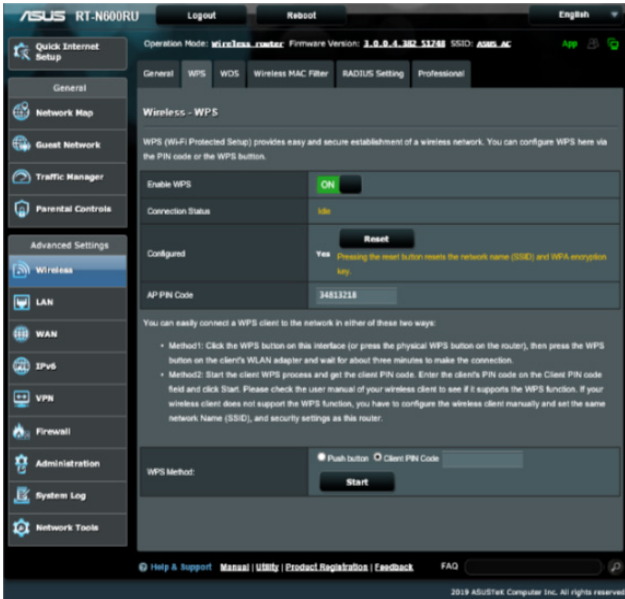 ASUS RT-N600RU Logout Reboot English
Quick Internet
Setup
Operation Mode: Wireless router Firmware Version: 3.0.0.4.382_51748 SSID: ASUS_AC App
General WPS WDS Wireless MAC Filter RADIUS Setting Professional
General
Network Map
Guest Network
Traffic Manager
Parental Controls
Advanced Settings
Wireless
LAN
WAN
IPv6
VPN
Firewall
Administration
System Log
Network Tools
Wireless - WPS
WPS (Wi-Fi Protected Setup) provides easy and secure establishment of a wireless network. You can configure WPS here via
the PIN code or the WPS button.
Enable WPS ON
Connection Status Idle
Configured Yes Reset
Pressing the reset button resets the network name (SSID) and WPA encryption
key.
AP PIN Code 34813218
You can easily connect a WPS client to the network in either of these two ways:
• Method1: Click the WPS button on this interface (or press the physical WPS button on the router), then press the WPS
button on the client's WLAN adapter and wait for about three minutes to make the connection.
• Method2: Start the client WPS process and get the client PIN code. Enter the client's PIN code on the Client PIN code
field and click Start. Please check the user manual of your wireless client to see if it supports the WPS function. If your
wireless client does not support the WPS function, you have to configure the wireless client manually and set the same
network Name (SSID), and security settings as this router.
WPS Method: Push button Client PIN Code
Start
Help & Support Manual | Utility | Product Registration | Feedback FAQ
2019 ASUSTeK Computer Inc. All rights reserved